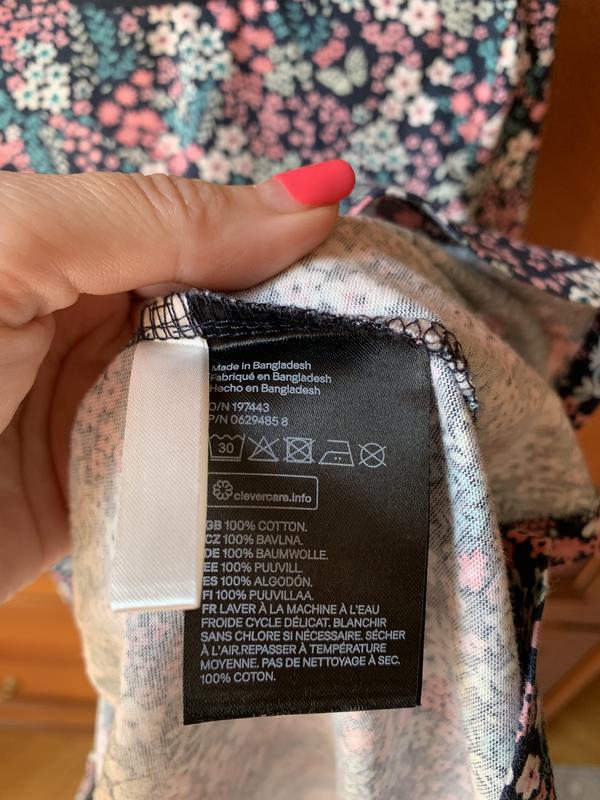 Made in Bangladesh
Fabriqué en Bangladesh
Hacho en Bangladesh
O/N 197443
P/N 0629485 8
30
clevercare.info
GB 100% COTTON.
CZ 100% BAVLNA.
DE 100% BAUMWOLLE.
EE 100% PUUVILL.
ES 100% ALGODÓN.
FI 100% PUUVILLAA.
FR LAVER À LA MACHINE À L'EAU
FROIDE CYCLE DÉLICAT. BLANCHIR
SANS CHLORE SI NÉCESSAIRE. SÉCHER
À L'AIR.REPASSER À TEMPÉRATURE
MOYENNE. PAS DE NETTOYAGE À SEC.
100% COTON.